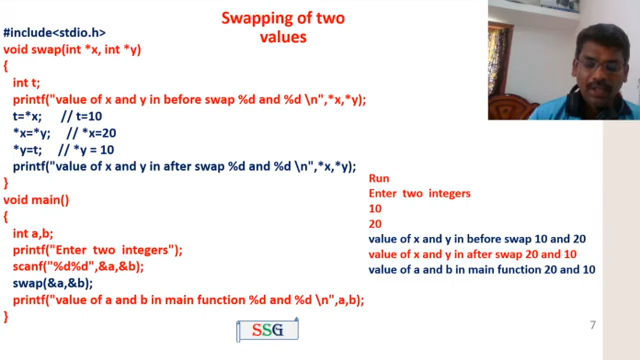 Swapping of two
values
#include<stdio.h>
void swap(int *x, int *y)
{
int t;
printf("value of x and y in before swap %d and %d \n",*x,*y);
t=*x; // t=10
*x=*y; // *x=20
*y=t; // *y = 10
printf("value of x and y in after swap %d and %d \n",*x,*y);
}
void main()
{
int a,b;
printf("Enter two integers");
scanf("%d%d",&a,&b);
swap(&a,&b);
printf("value of a and b in main function %d and %d \n",a,b);
}
Run
Enter two integers
10
20
value of x and y in before swap 10 and 20
value of x and y in after swap 20 and 10
value of a and b in main function 20 and 10
SSG
7